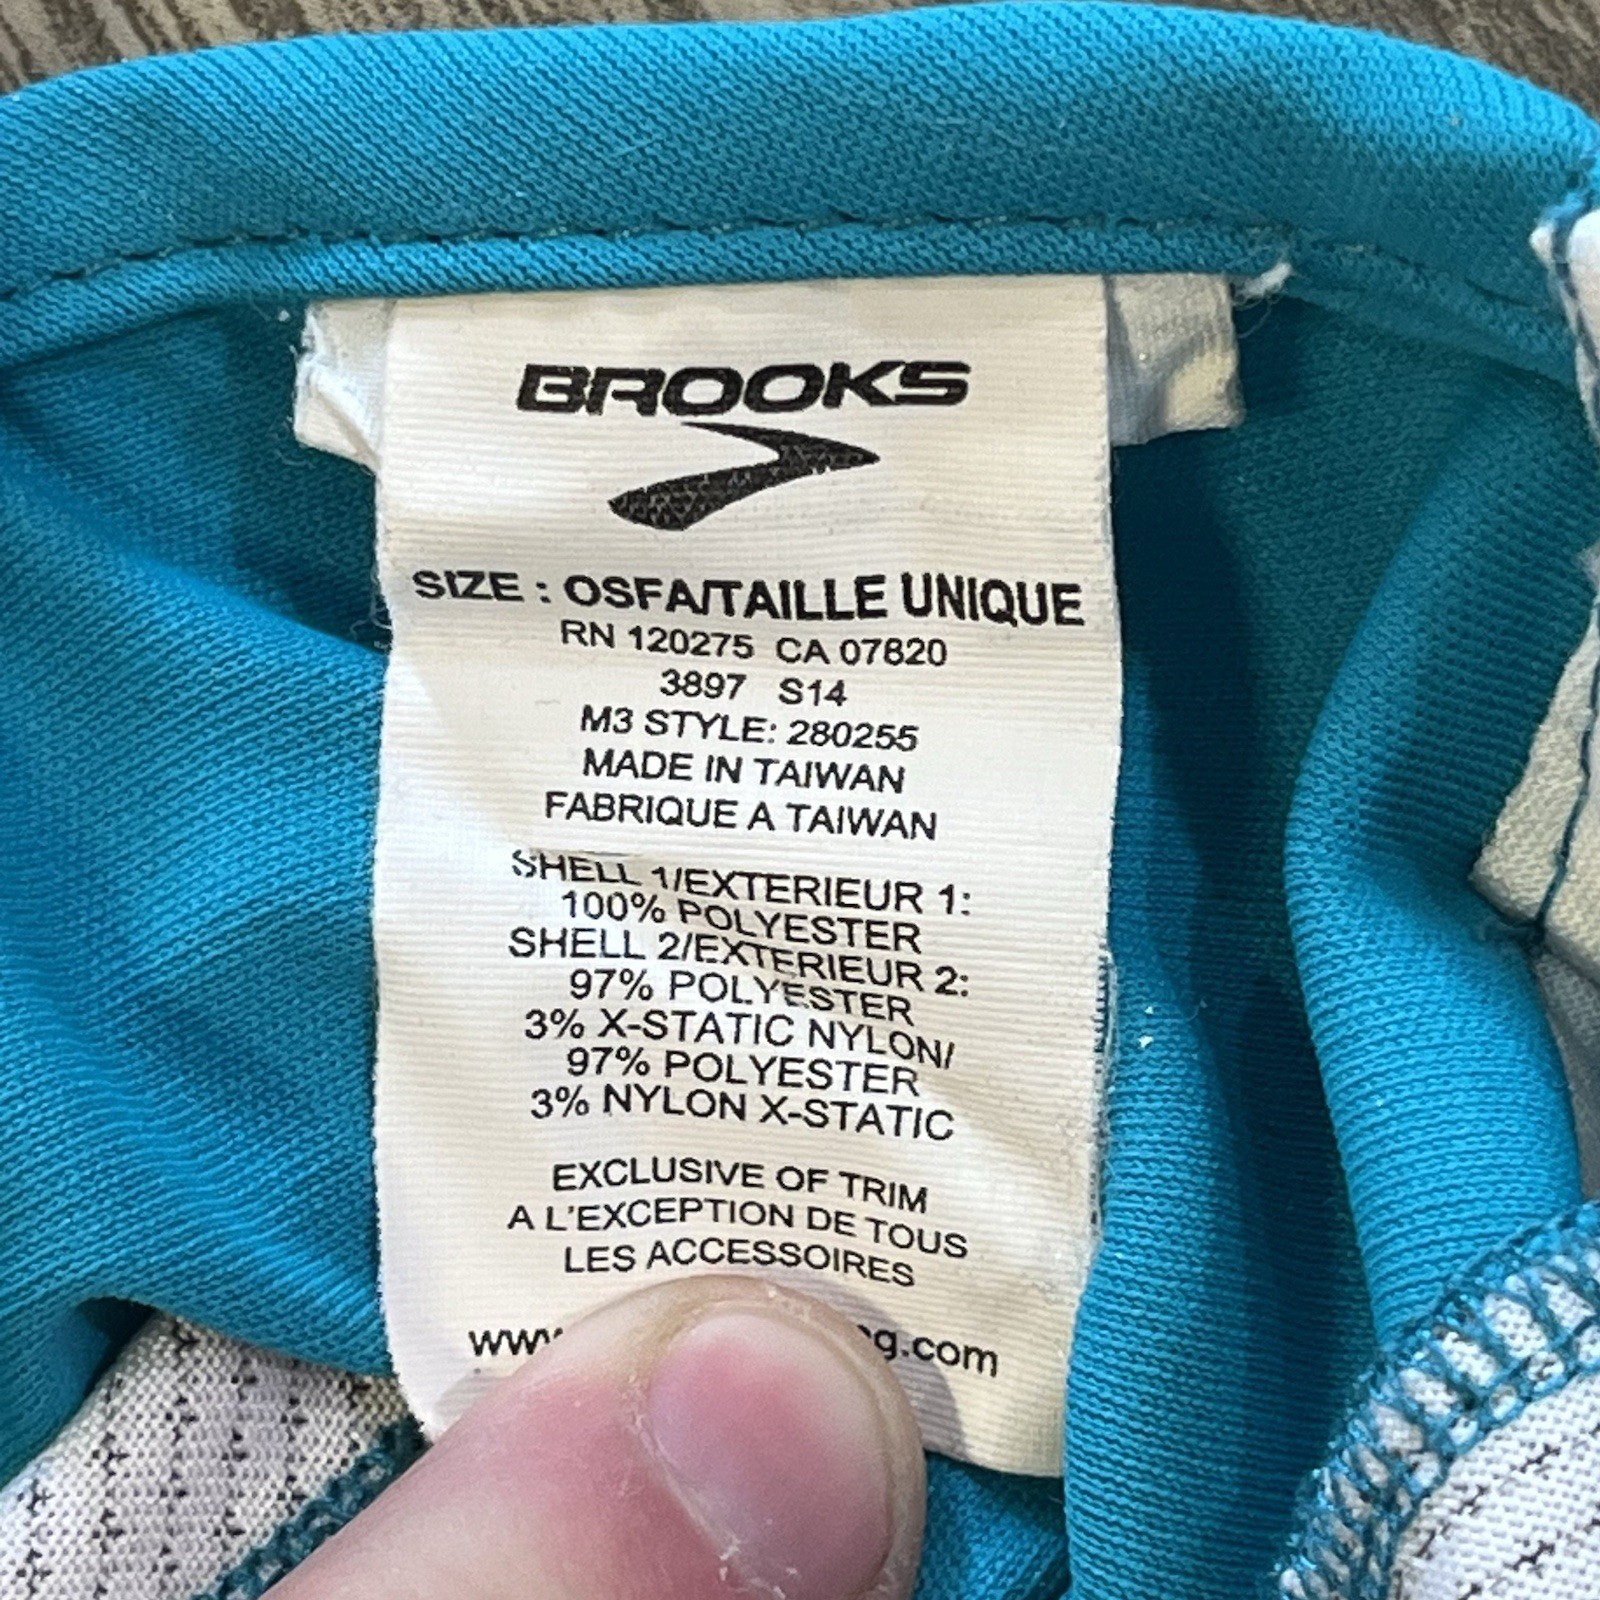 BROOKS
SIZE : OSFA/TAILLE UNIQUE
RN 120275 CA 07820
3897 S14
M3 STYLE: 280255
MADE IN TAIWAN
FABRIQUE A TAIWAN
SHELL 1/EXTERIEUR 1:
100% POLYESTER
SHELL 2/EXTERIEUR 2:
97% POLYESTER
3% X-STATIC NYLON/
97% POLYESTER
3% NYLON X-STATIC
EXCLUSIVE OF TRIM
A L'EXCEPTION DE TOUS
LES ACCESSOIRES